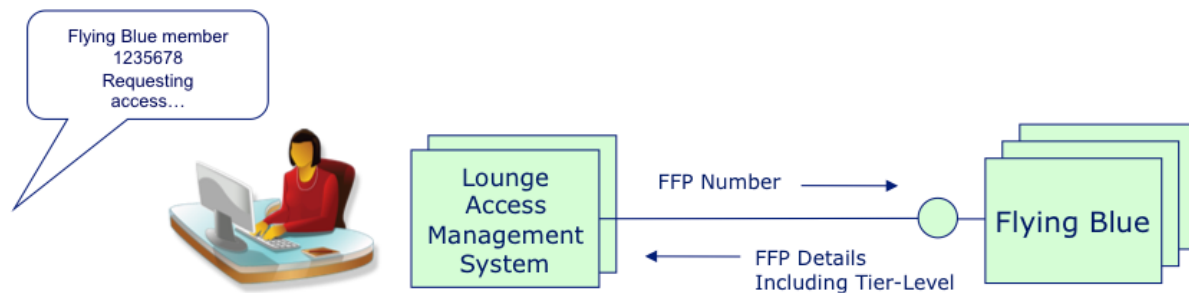 Flying Blue member
1235678
Requesting
access…
Lounge
Access
Management
System
FFP Number
FFP Details
Including Tier-Level
Flying Blue